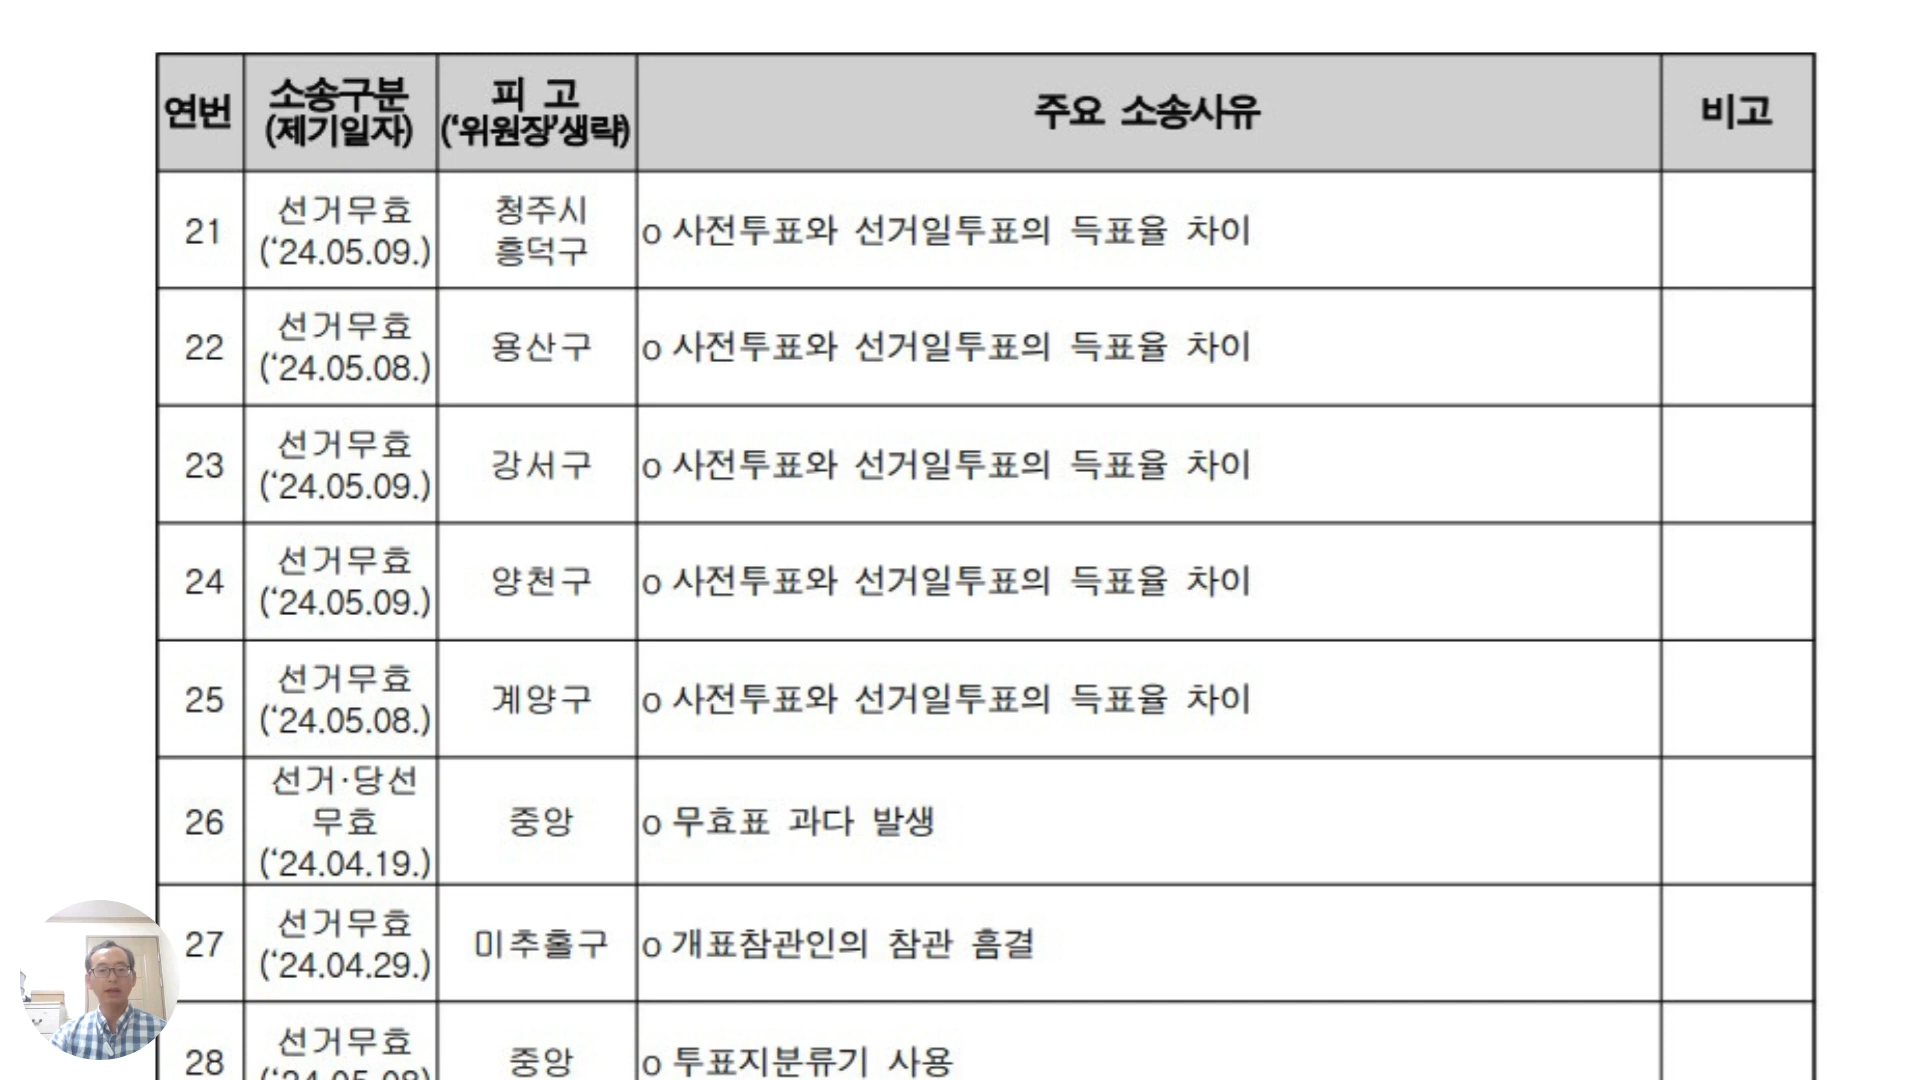 연번
소송구분
(제기일자)
피 고
(‘위원장’생략)
주요 소송사유
비고
21
선거무효
(‘24.05.09.)
청주시
흥덕구
o 사전투표와 선거일투표의 득표율 차이
22
선거무효
(‘24.05.08.)
용산구
o 사전투표와 선거일투표의 득표율 차이
23
선거무효
(‘24.05.09.)
강서구
o 사전투표와 선거일투표의 득표율 차이
24
선거무효
(‘24.05.09.)
양천구
o 사전투표와 선거일투표의 득표율 차이
25
선거무효
(‘24.05.08.)
계양구
o 사전투표와 선거일투표의 득표율 차이
26
선거·당선
무효
(‘24.04.19.)
중앙
o 무효표 과다 발생
27
선거무효
(‘24.04.29.)
미추홀구
o 개표참관인의 참관 흠결
28
선거무효
(‘24.05.08)
중앙
o 투표지분류기 사용